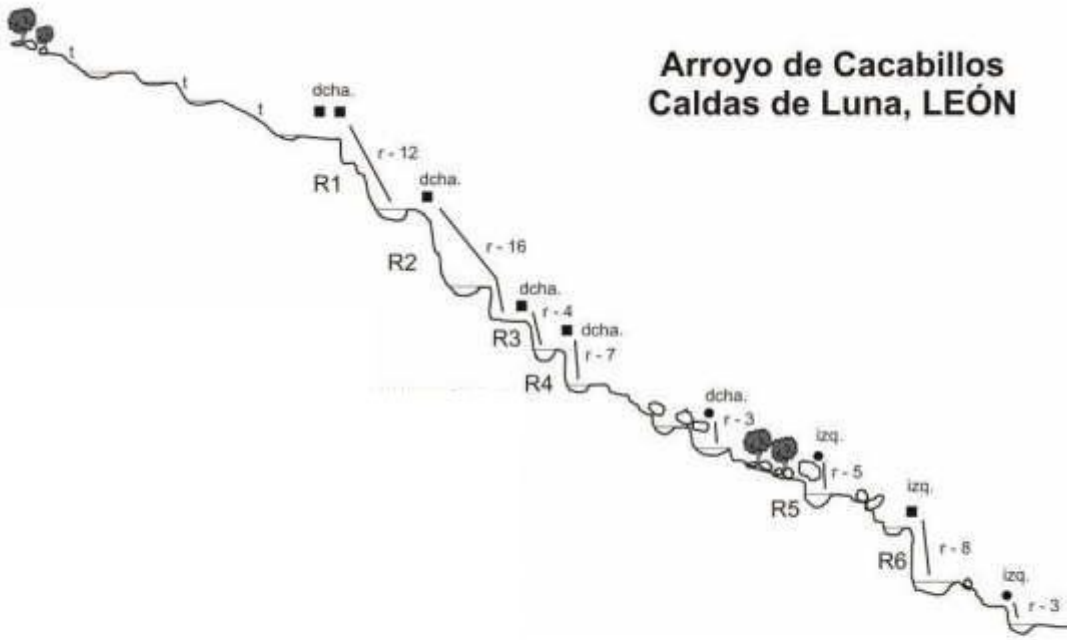 Arroyo de Cacabillos
Caldas de Luna, LEÓN
t
t
t
dcha.
r - 12
R1
dcha.
r - 16
R2
dcha.
r - 4
R3
dcha.
r - 7
R4
dcha.
r - 3
izq.
r - 5
R5
izq.
r - 8
R6
izq.
r - 3